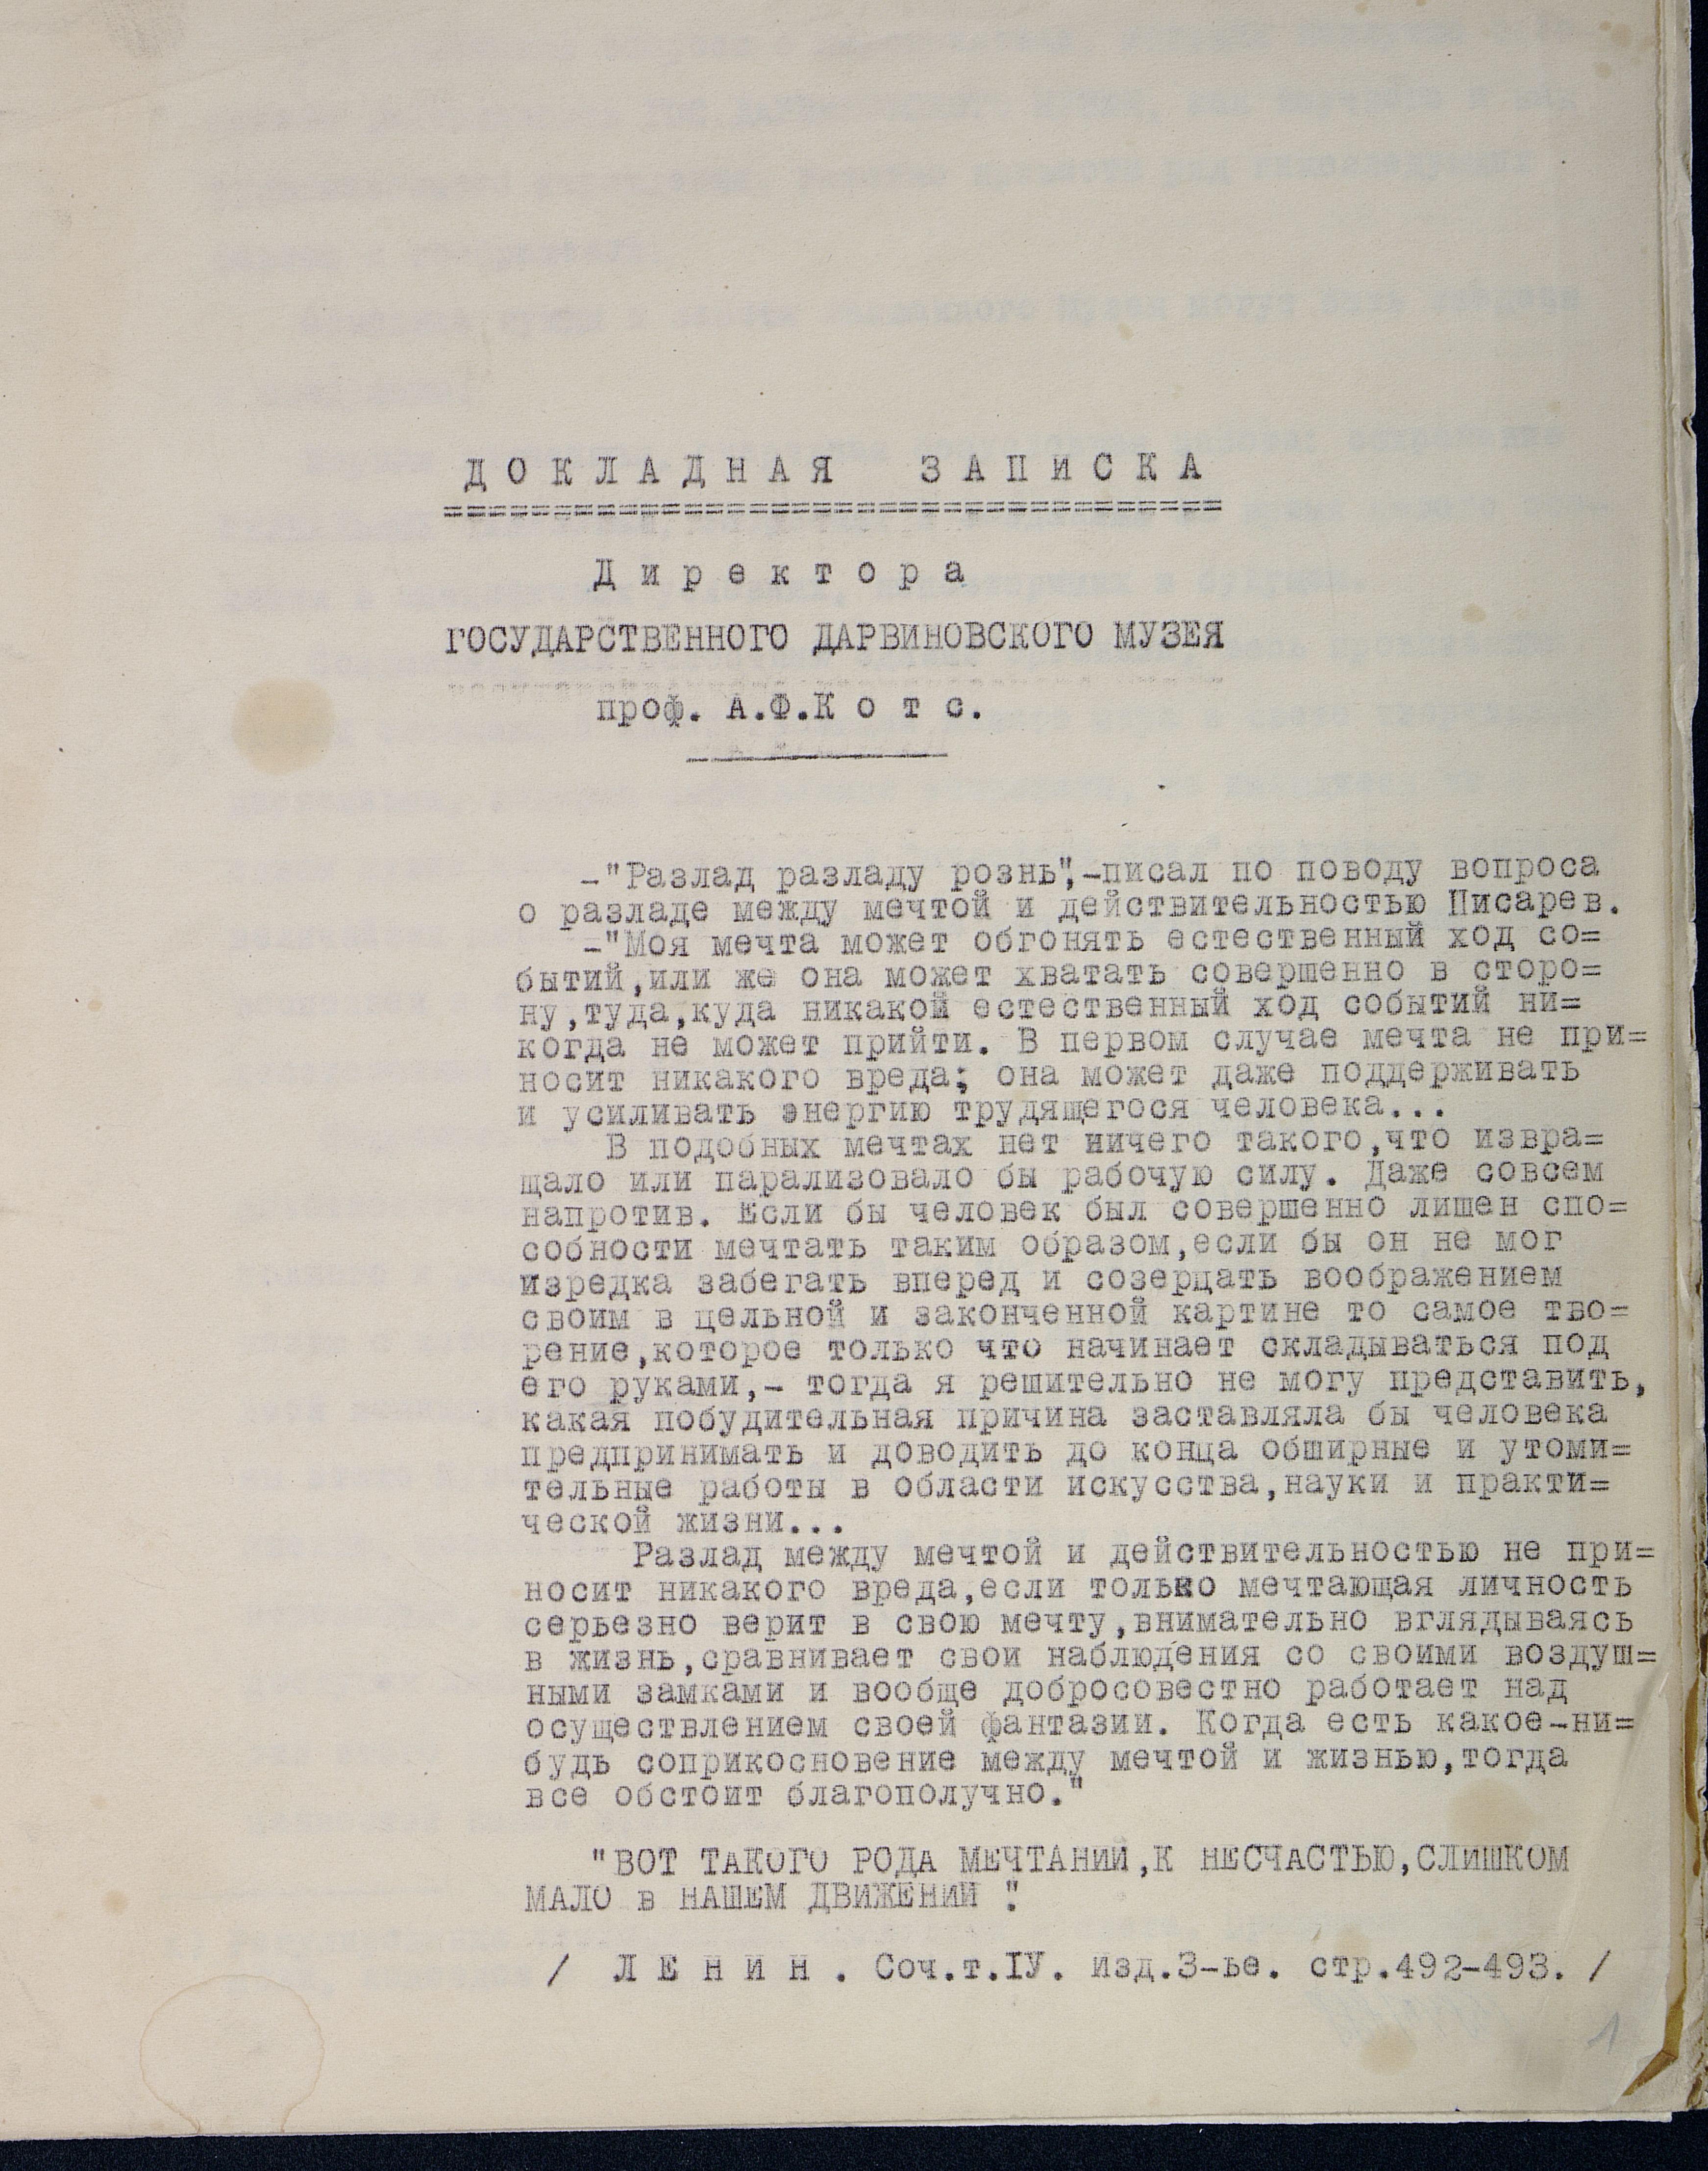 ДОКЛАДНАЯ ЗАПИСКА
Директора
ГОСУДАРСТВЕННОГО ДАРВИНОВСКОГО МУЗЕЯ
проф. А.Ф.Котс.
-"Разлад разладу рознь",-писал по поводу вопроса
о разладе между мечтой и действительностью Писарев.
-"Моя мечта может обгонять естественный ход со=
бытий,или же она может хватать совершенно в сторо=
ну,туда,куда никакой естественный ход событий ни=
когда не может прийти. В первом случае мечта не при=
носит никакого вреда; она может даже поддерживать
и усиливать энергию трудящегося человека...
В подобных мечтах нет ничего такого,что извра=
щало или парализовало бы рабочую силу. Даже совсем
напротив. Если бы человек был совершенно лишен спо=
собности мечтать таким образом,если бы он не мог
изредка забегать вперед и созерцать воображением
своим в цельной и законченной картине то самое тво=
рение,которое только что начинает складываться под
его руками,- тогда я решительно не могу представить,
какая побудительная причина заставляла бы человека
предпринимать и доводить до конца обширные и утоми=
тельные работы в области искусства,науки и практи=
ческой жизни...
Разлад между мечтой и действительностью не при=
носит никакого вреда,если только мечтающая личность
серьезно верит в свою мечту,внимательно вглядываясь
в жизнь,сравнивает свои наблюдения со своими воздуш=
ными замками и вообще добросовестно работает над
осуществлением своей фантазии. Когда есть какое-ни=
будь соприкосновение между мечтой и жизнью,тогда
все обстоит благополучно."
"ВОТ ТАКОГО РОДА МЕЧТАНИЙ,К НЕСЧАСТЬЮ,СЛИШКОМ
МАЛО в НАШЕМ ДВИЖЕНИИ".
/ ЛЕНИН. Соч.т.IУ. изд.3-ье. стр.492-493. /
1